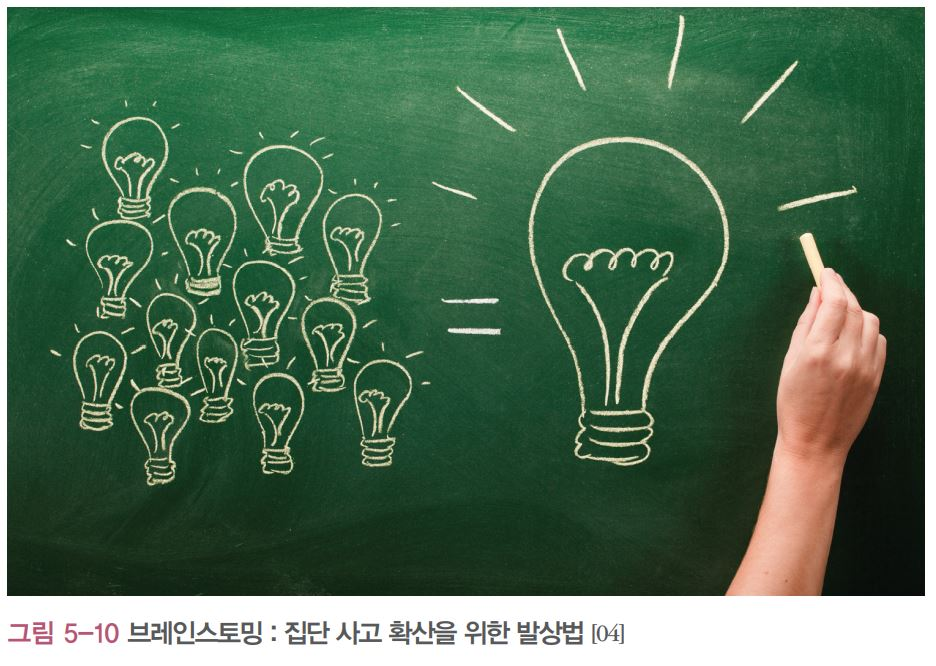 =
그림 5-10 브레인스토밍 : 집단 사고 확산을 위한 발상법 [04]